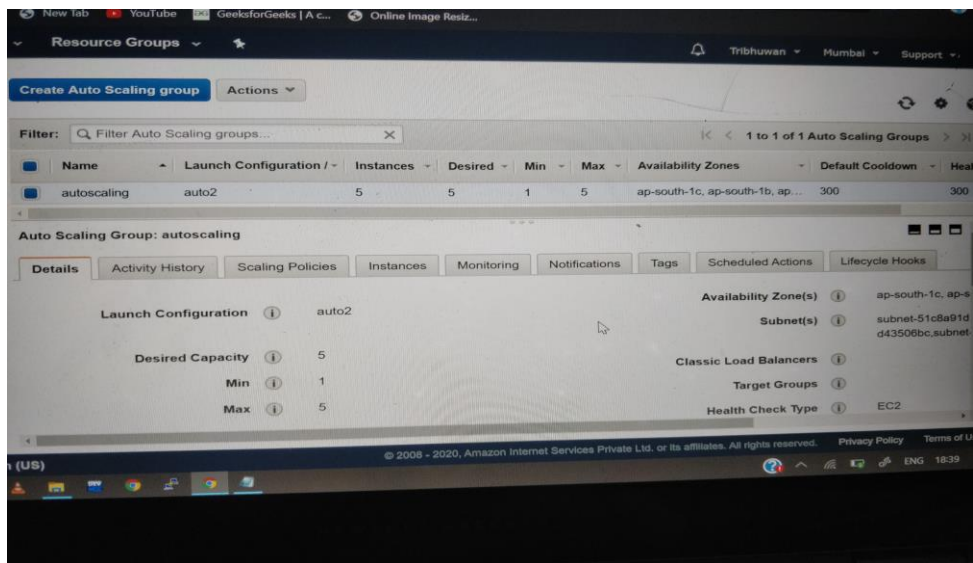 New Tab YouTube GeeksforGeeks | A c... Online Image Resiz...
Resource Groups Tribhuwan Mumbai Support
Create Auto Scaling group Actions
Filter: Filter Auto Scaling groups... 1 to 1 of 1 Auto Scaling Groups
Name Launch Configuration / Instances Desired Min Max Availability Zones Default Cooldown Heal
autoscaling auto2 5 5 1 5 ap-south-1c, ap-south-1b, ap... 300 300
Auto Scaling Group: autoscaling
Details Activity History Scaling Policies Instances Monitoring Notifications Tags Scheduled Actions Lifecycle Hooks
Launch Configuration auto2 Availability Zone(s) ap-south-1c, ap-s
Subnet(s) subnet-51c8a91d
d43506bc,subnet-
Desired Capacity 5 Classic Load Balancers
Min 1 Target Groups
Max 5 Health Check Type EC2
(US) © 2008 - 2020, Amazon Internet Services Private Ltd. or its affiliates. All rights reserved. Privacy Policy Terms of U
ENG 18:39